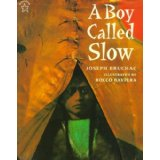 A Boy
Called Slow
JOSEPH BRUCHAC
ILLUSTRATED BY
ROCCO BAVIERA